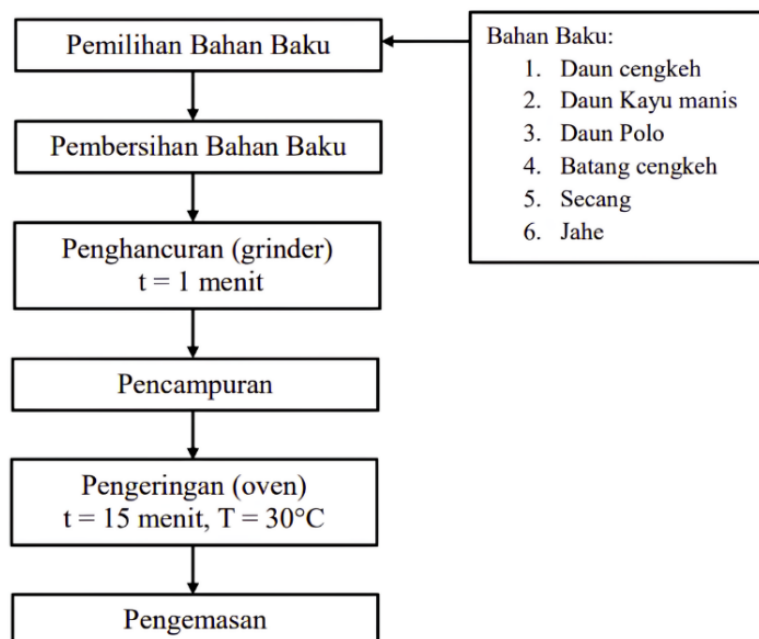 Pemilihan Bahan Baku
Bahan Baku:
1. Daun cengkeh
2. Daun Kayu manis
3. Daun Polo
4. Batang cengkeh
5. Secang
6. Jahe
Pembersihan Bahan Baku
Penghancuran (grinder)
t = 1 menit
Pencampuran
Pengeringan (oven)
t = 15 menit, T = 30°C
Pengemasan